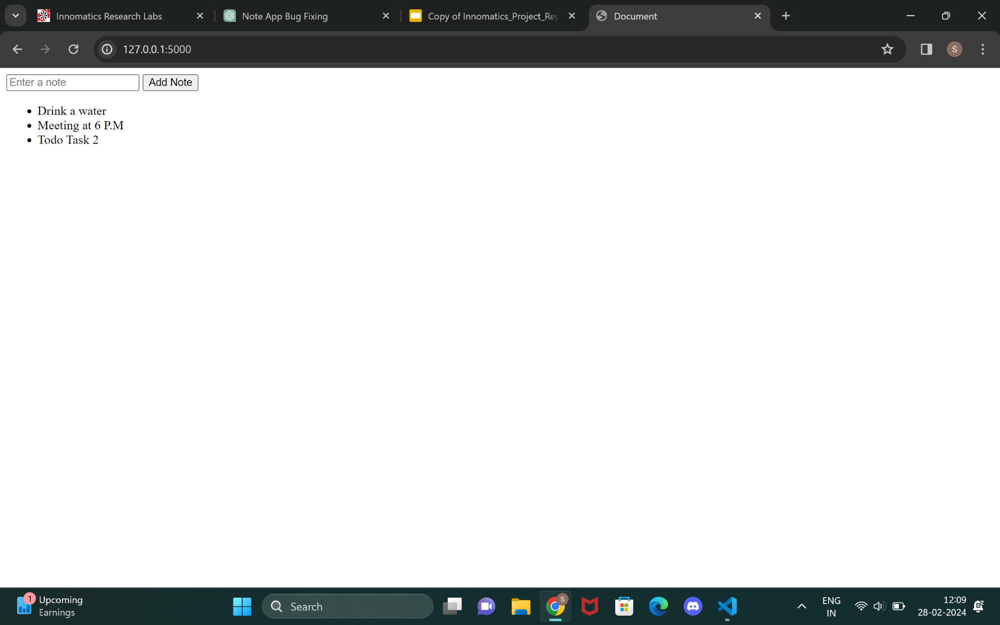 Innomatics Research Labs
Note App Bug Fixing
Copy of Innomatics_Project_Rep
Document
127.0.0.1:5000
S
Enter a note
Add Note
Drink a water
Meeting at 6 P.M
Todo Task 2
1
Upcoming
Earnings
Search
S
ENG
IN
12:09
28-02-2024